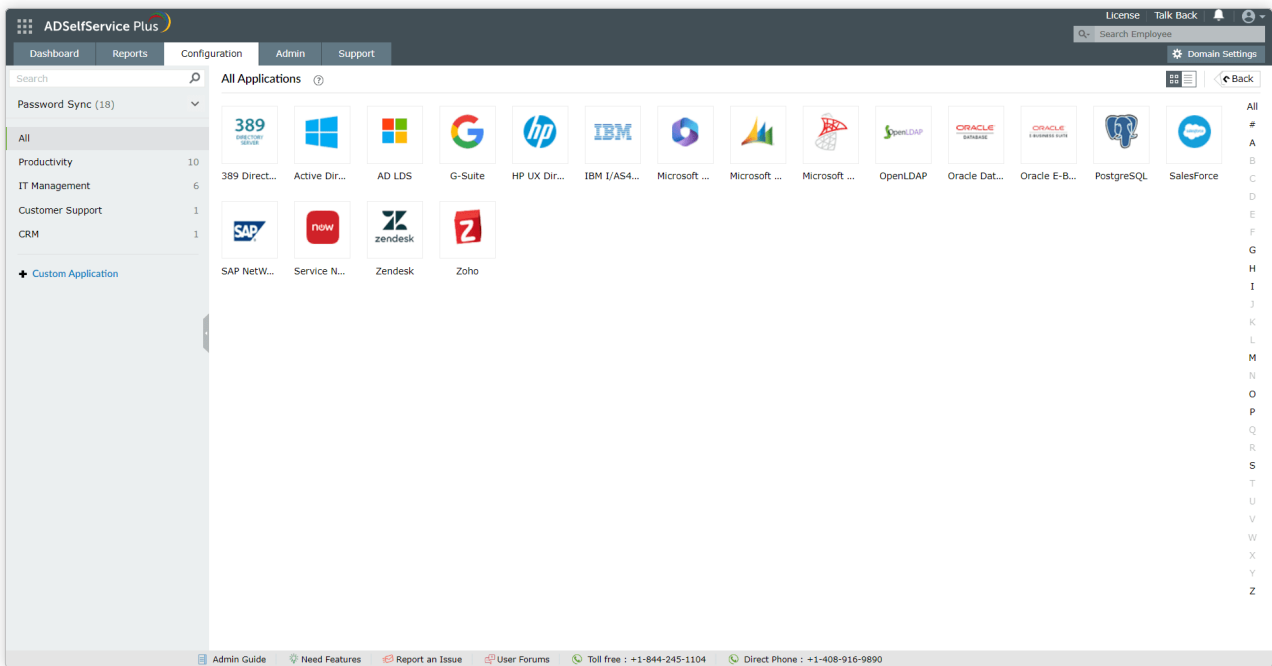 License Talk Back
ADSelfService Plus
Search Employee
Dashboard Reports Configuration Admin Support
Domain Settings
Search
All Applications
Back
Password Sync (18)
All
Productivity 10
IT Management 6
Customer Support 1
CRM 1
Custom Application
389
DIRECTORY
SERVER
hp
IBM
OpenLDAP
ORACLE
DATABASE
ORACLE
E-BUSINESS SUITE
salesforce
389 Direct... Active Dir... AD LDS G-Suite HP UX Dir... IBM I/AS4... Microsoft ... Microsoft ... Microsoft ... OpenLDAP Oracle Dat... Oracle E-B... PostgreSQL SalesForce
SAP
now
zendesk
Z
SAP NetW... Service N... Zendesk Zoho
All
#
A
B
C
D
E
F
G
H
I
J
K
L
M
N
O
P
Q
R
S
T
U
V
W
X
Y
Z
Admin Guide Need Features Report an Issue User Forums Toll free : +1-844-245-1104 Direct Phone : +1-408-916-9890